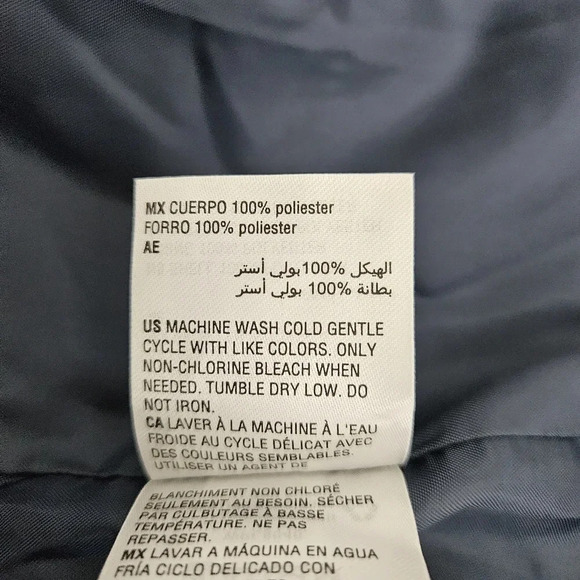 MX CUERPO 100% poliester
FORRO 100% poliester
AE
الهيكل 100% بولي أستر
بطانة 100% بولي أستر
US MACHINE WASH COLD GENTLE
CYCLE WITH LIKE COLORS. ONLY
NON-CHLORINE BLEACH WHEN
NEEDED. TUMBLE DRY LOW. DO
NOT IRON.
CA LAVER À LA MACHINE À L'EAU
FROIDE AU CYCLE DÉLICAT AVEC
DES COULEURS SEMBLABLES.
UTILISER UN AGENT DE
BLANCHIMENT NON CHLORÉ
SEULEMENT AU BESOIN. SÉCHER
PAR CULBUTAGE À BASSE
TEMPÉRATURE. NE PAS
REPASSER.
MX LAVAR A MÁQUINA EN AGUA
FRÍA CICLO DELICADO CON